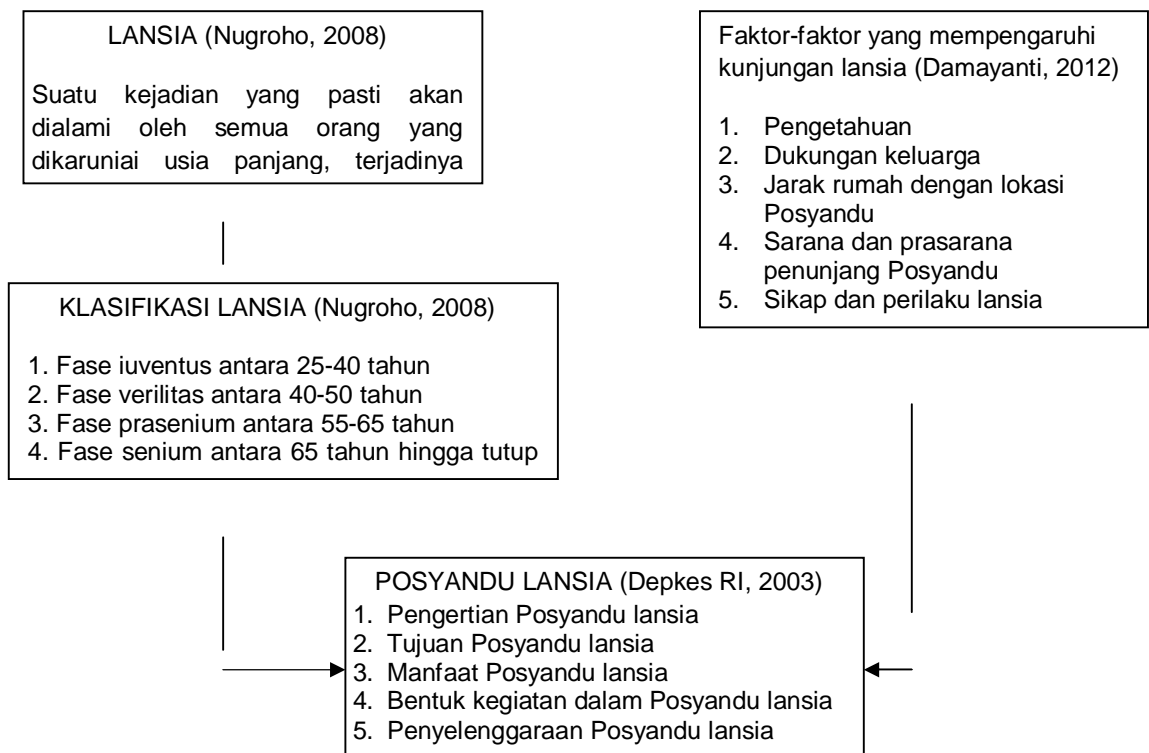 LANSIA (Nugroho, 2008)
Suatu kejadian yang pasti akan
dialami oleh semua orang yang
dikaruniai usia panjang, terjadinya
KLASIFIKASI LANSIA (Nugroho, 2008)
1. Fase iuventus antara 25-40 tahun
2. Fase verilitas antara 40-50 tahun
3. Fase prasenium antara 55-65 tahun
4. Fase senium antara 65 tahun hingga tutup
Faktor-faktor yang mempengaruhi
kunjungan lansia (Damayanti, 2012)
1. Pengetahuan
2. Dukungan keluarga
3. Jarak rumah dengan lokasi
Posyandu
4. Sarana dan prasarana
penunjang Posyandu
5. Sikap dan perilaku lansia
POSYANDU LANSIA (Depkes RI, 2003)
1. Pengertian Posyandu lansia
2. Tujuan Posyandu lansia
3. Manfaat Posyandu lansia
4. Bentuk kegiatan dalam Posyandu lansia
5. Penyelenggaraan Posyandu lansia